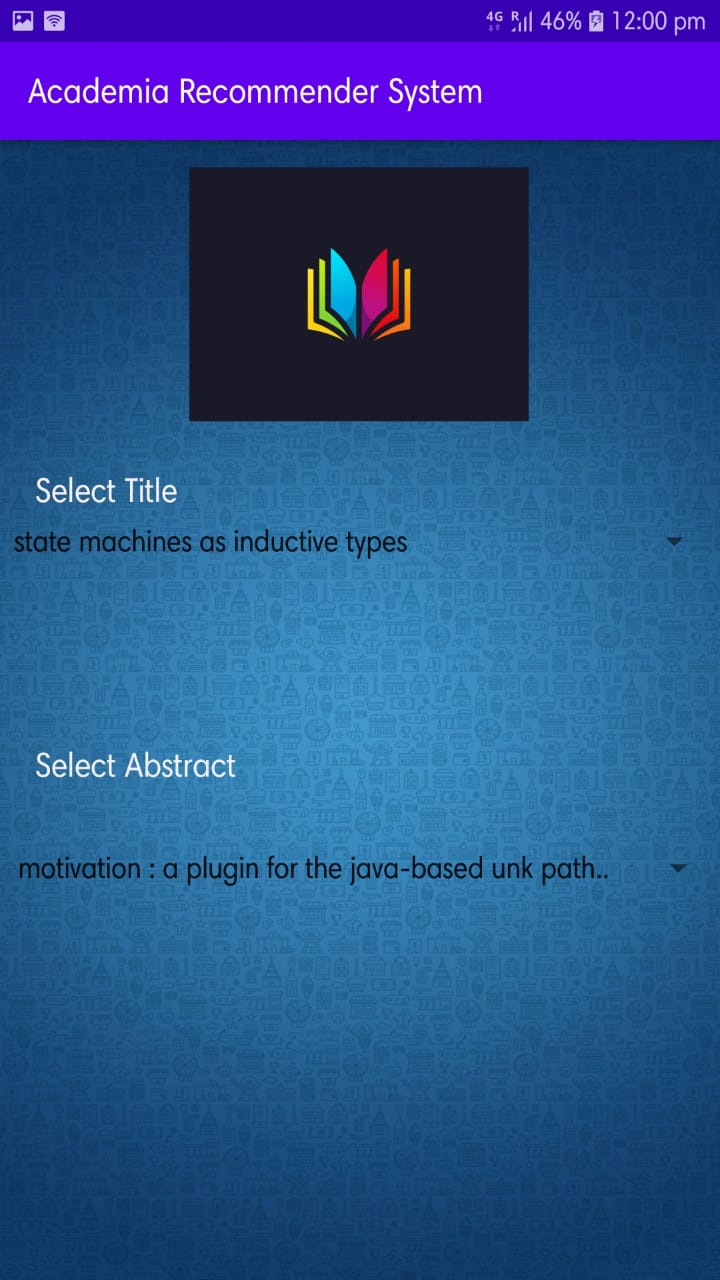 4G R 46% 12:00 pm
Academia Recommender System
Select Title
state machines as inductive types
Select Abstract
motivation : a plugin for the java-based unk path..